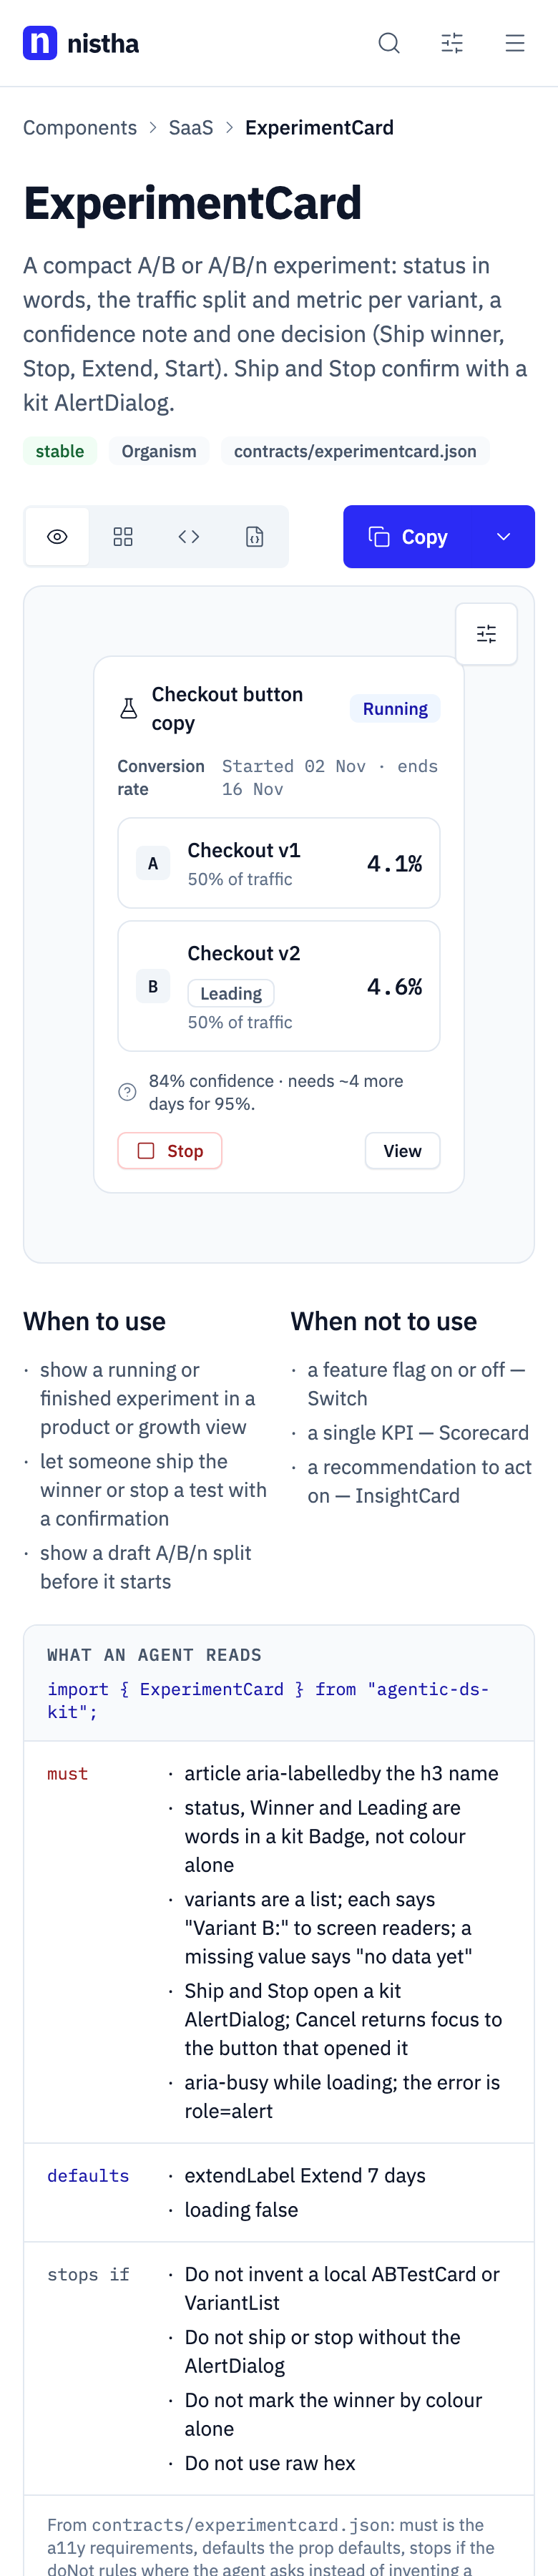 n nistha
Components > SaaS > ExperimentCard
ExperimentCard
A compact A/B or A/B/n experiment: status in
words, the traffic split and metric per variant, a
confidence note and one decision (Ship winner,
Stop, Extend, Start). Ship and Stop confirm with a
kit AlertDialog.
stable Organism contracts/experimentcard.json
Copy
Checkout button
copy
Running
Conversion
rate
Started 02 Nov · ends
16 Nov
A
Checkout v1
50% of traffic
4.1%
B
Checkout v2
Leading
50% of traffic
4.6%
84% confidence · needs ~4 more
days for 95%.
Stop View
When to use
· show a running or
finished experiment in a
product or growth view
· let someone ship the
winner or stop a test with
a confirmation
· show a draft A/B/n split
before it starts
When not to use
· a feature flag on or off —
Switch
· a single KPI — Scorecard
· a recommendation to act
on — InsightCard
WHAT AN AGENT READS
import { ExperimentCard } from "agentic-ds-
kit";
must
· article aria-labelledby the h3 name
· status, Winner and Leading are
words in a kit Badge, not colour
alone
· variants are a list; each says
"Variant B:" to screen readers; a
missing value says "no data yet"
· Ship and Stop open a kit
AlertDialog; Cancel returns focus to
the button that opened it
· aria-busy while loading; the error is
role=alert
defaults
· extendLabel Extend 7 days
· loading false
stops if
· Do not invent a local ABTestCard or
VariantList
· Do not ship or stop without the
AlertDialog
· Do not mark the winner by colour
alone
· Do not use raw hex
From contracts/experimentcard.json: must is the
a11y requirements, defaults the prop defaults, stops if the
doNot rules where the agent asks instead of inventing a